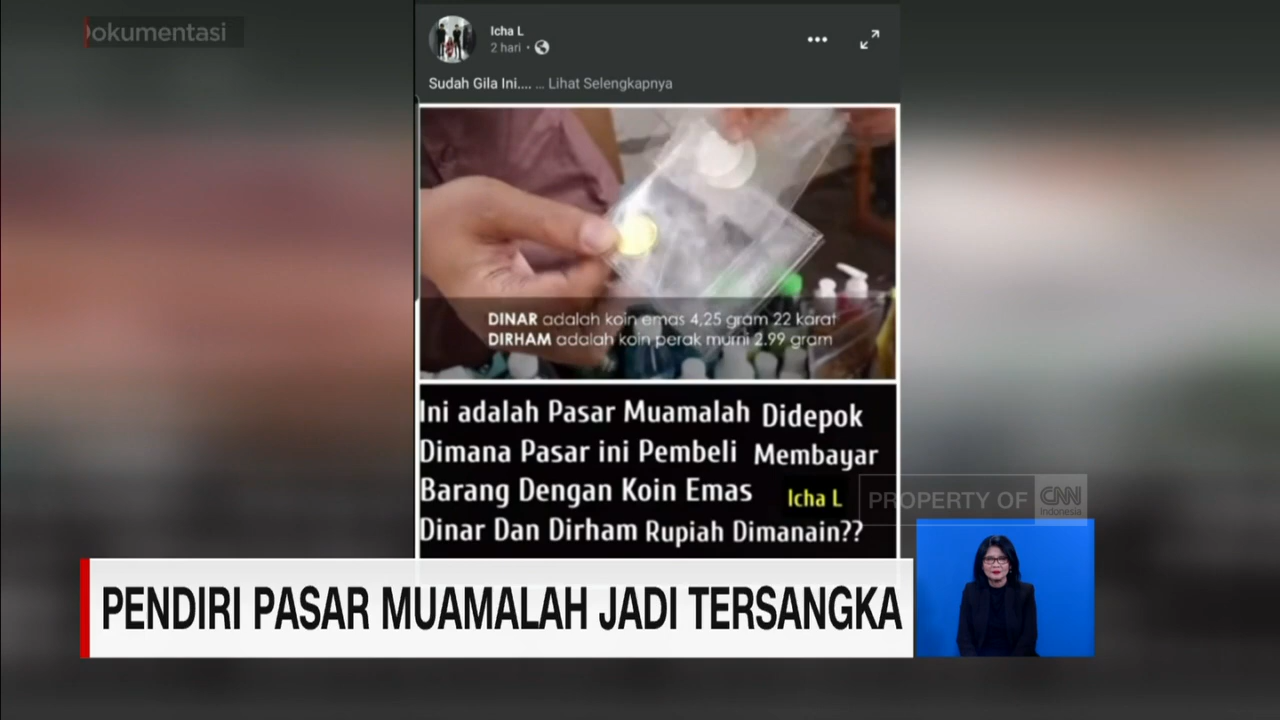 Dokumentasi
Icha L
2 hari
Sudah Gila Ini.... ... Lihat Selengkapnya
DINAR adalah koin emas 4,25 gram 22 karat
DIRHAM adalah koin perak murni 2.99 gram
Ini adalah Pasar Muamalah Didepok
Dimana Pasar ini Pembeli Membayar
Barang Dengan Koin Emas Icha L
Dinar Dan Dirham Rupiah Dimanain??
PROPERTY OF CNN Indonesia
PENDIRI PASAR MUAMALAH JADI TERSANGKA